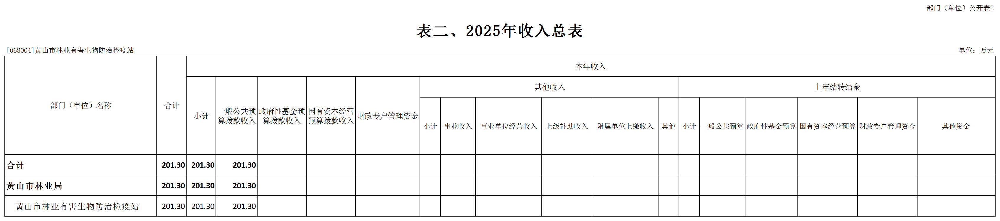 部门（单位）公开表2
表二、2025年收入总表
[068004]黄山市林业有害生物防治检疫站 单位：万元
部门（单位）名称 合计 本年收入
小计 一般公共预算拨款收入 政府性基金预算拨款收入 国有资本经营预算拨款收入 财政专户管理资金 其他收入 上年结转结余
小计 事业收入 事业单位经营收入 上级补助收入 附属单位上缴收入 其他 小计 一般公共预算 政府性基金预算 国有资本经营预算 财政专户管理资金 其他资金
合计 201.30 201.30 201.30
黄山市林业局 201.30 201.30 201.30
黄山市林业有害生物防治检疫站 201.30 201.30 201.30